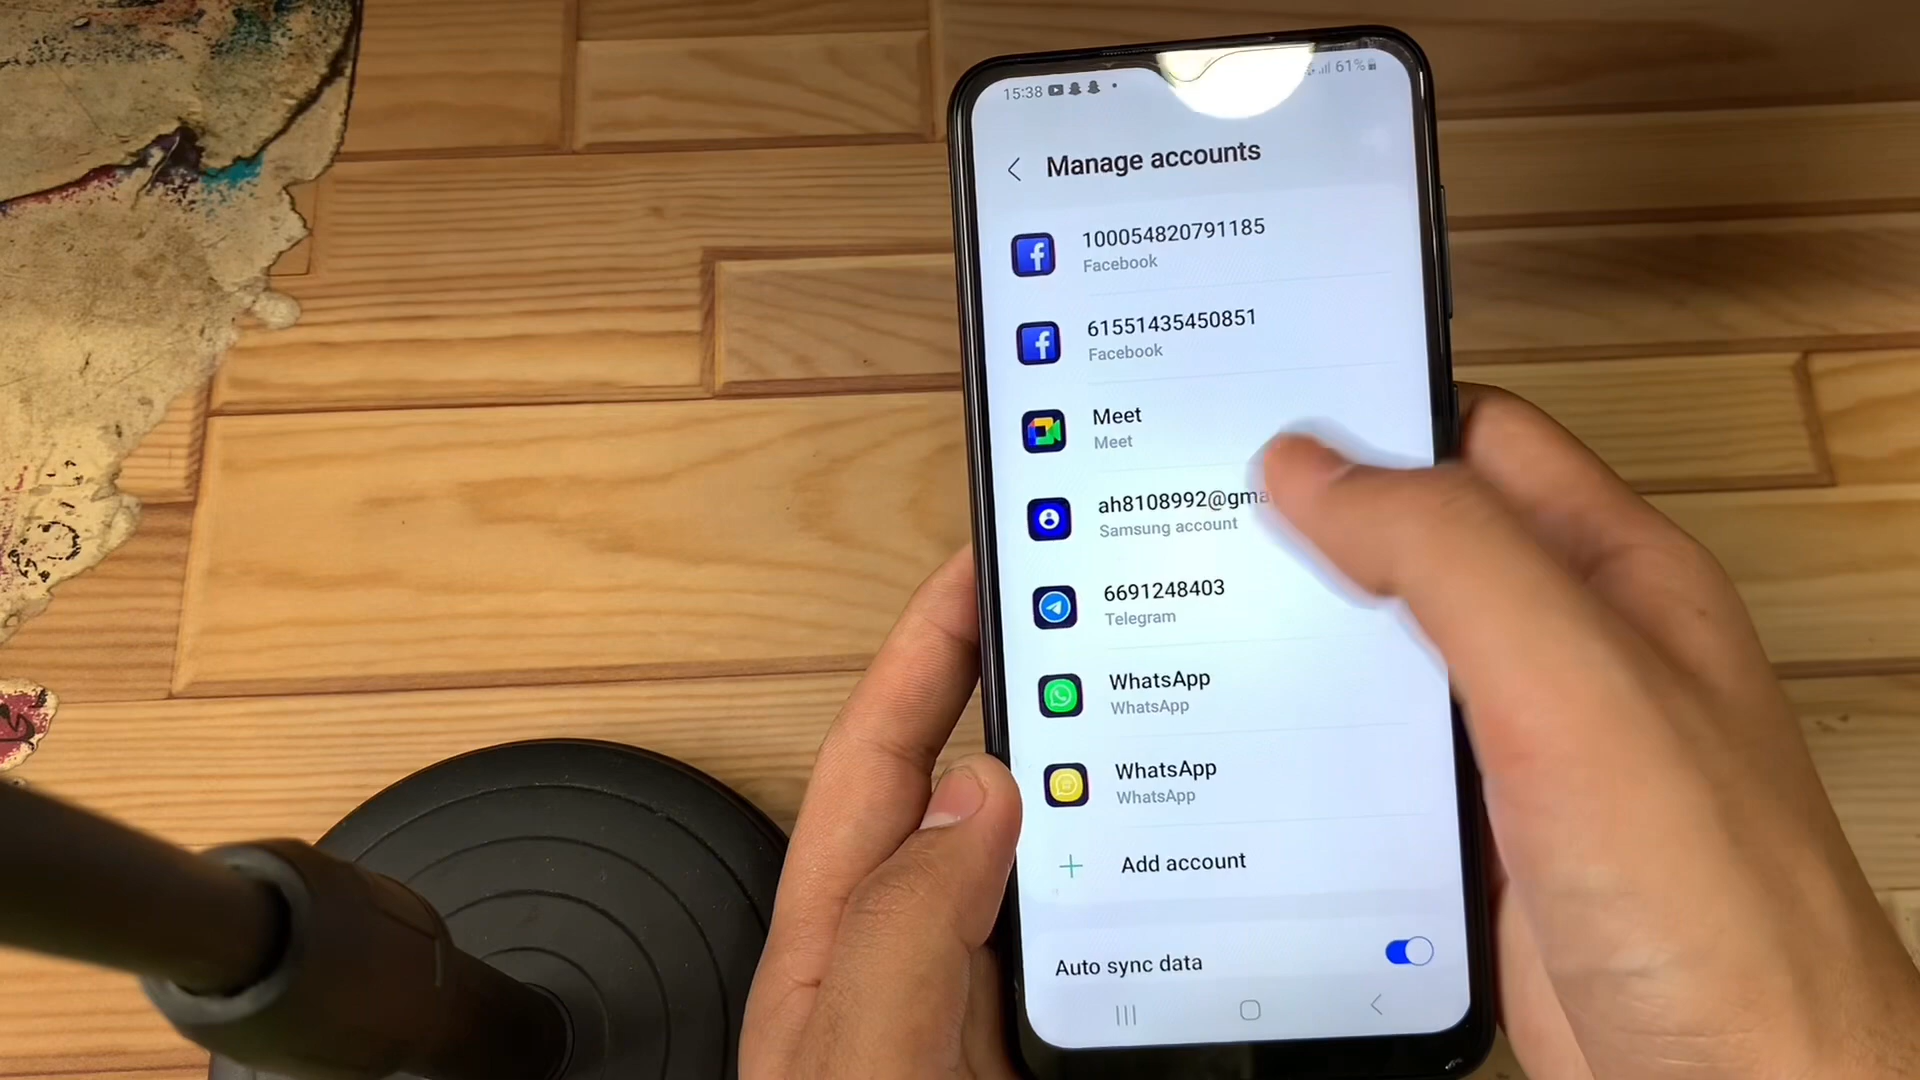 15:38
61%
Manage accounts
100054820791185
Facebook
61551435450851
Facebook
Meet
Meet
ah8108992@gma
Samsung account
6691248403
Telegram
WhatsApp
WhatsApp
WhatsApp
WhatsApp
Add account
Auto sync data